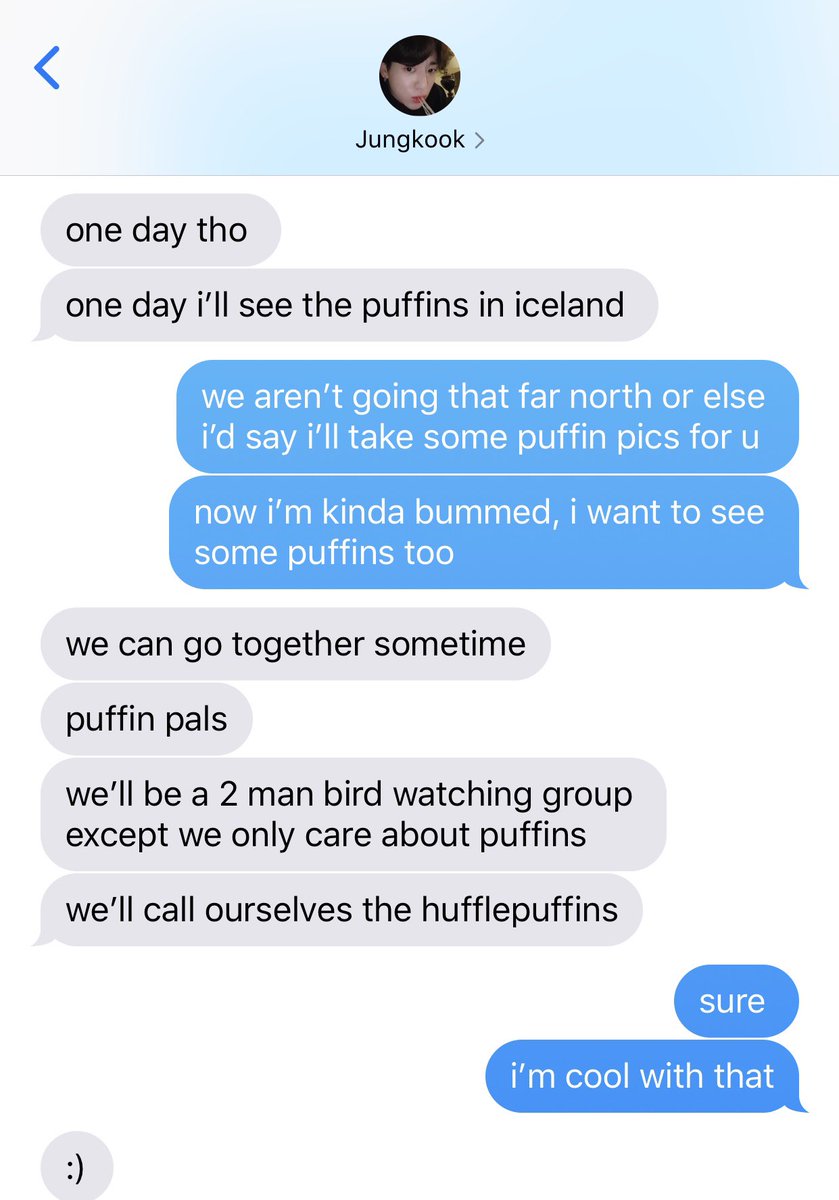 Jungkook
one day tho
one day i’ll see the puffins in iceland
we aren’t going that far north or else
i’d say i’ll take some puffin pics for u
now i’m kinda bummed, i want to see
some puffins too
we can go together sometime
puffin pals
we’ll be a 2 man bird watching group
except we only care about puffins
we’ll call ourselves the hufflepuffins
sure
i’m cool with that
:)